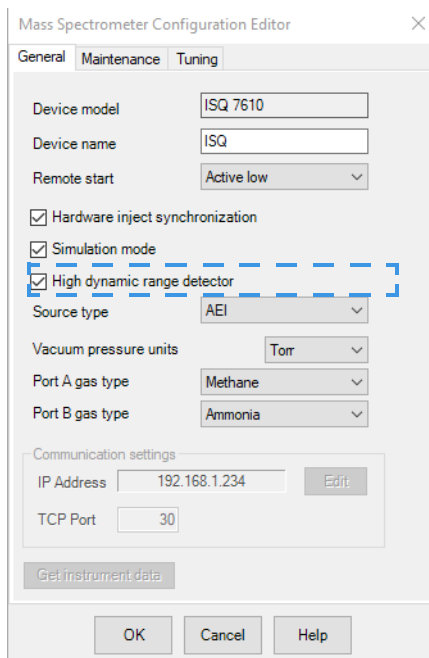 Mass Spectrometer Configuration Editor
General Maintenance Tuning
Device model ISQ 7610
Device name ISQ
Remote start Active low
Hardware inject synchronization
Simulation mode
High dynamic range detector
Source type AEI
Vacuum pressure units Torr
Port A gas type Methane
Port B gas type Ammonia
Communication settings
IP Address 192.168.1.234 Edit
TCP Port 30
Get instrument data
OK Cancel Help